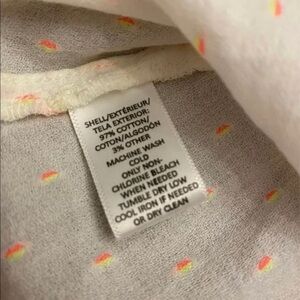 SHELL/EXTÉRIEUR/
TELA EXTERIOR:
97% COTTON/
COTON/ALGODÓN
3% OTHER
MACHINE WASH
COLD
ONLY NON-
CHLORINE BLEACH
WHEN NEEDED
TUMBLE DRY LOW
COOL IRON IF NEEDED
OR DRY CLEAN